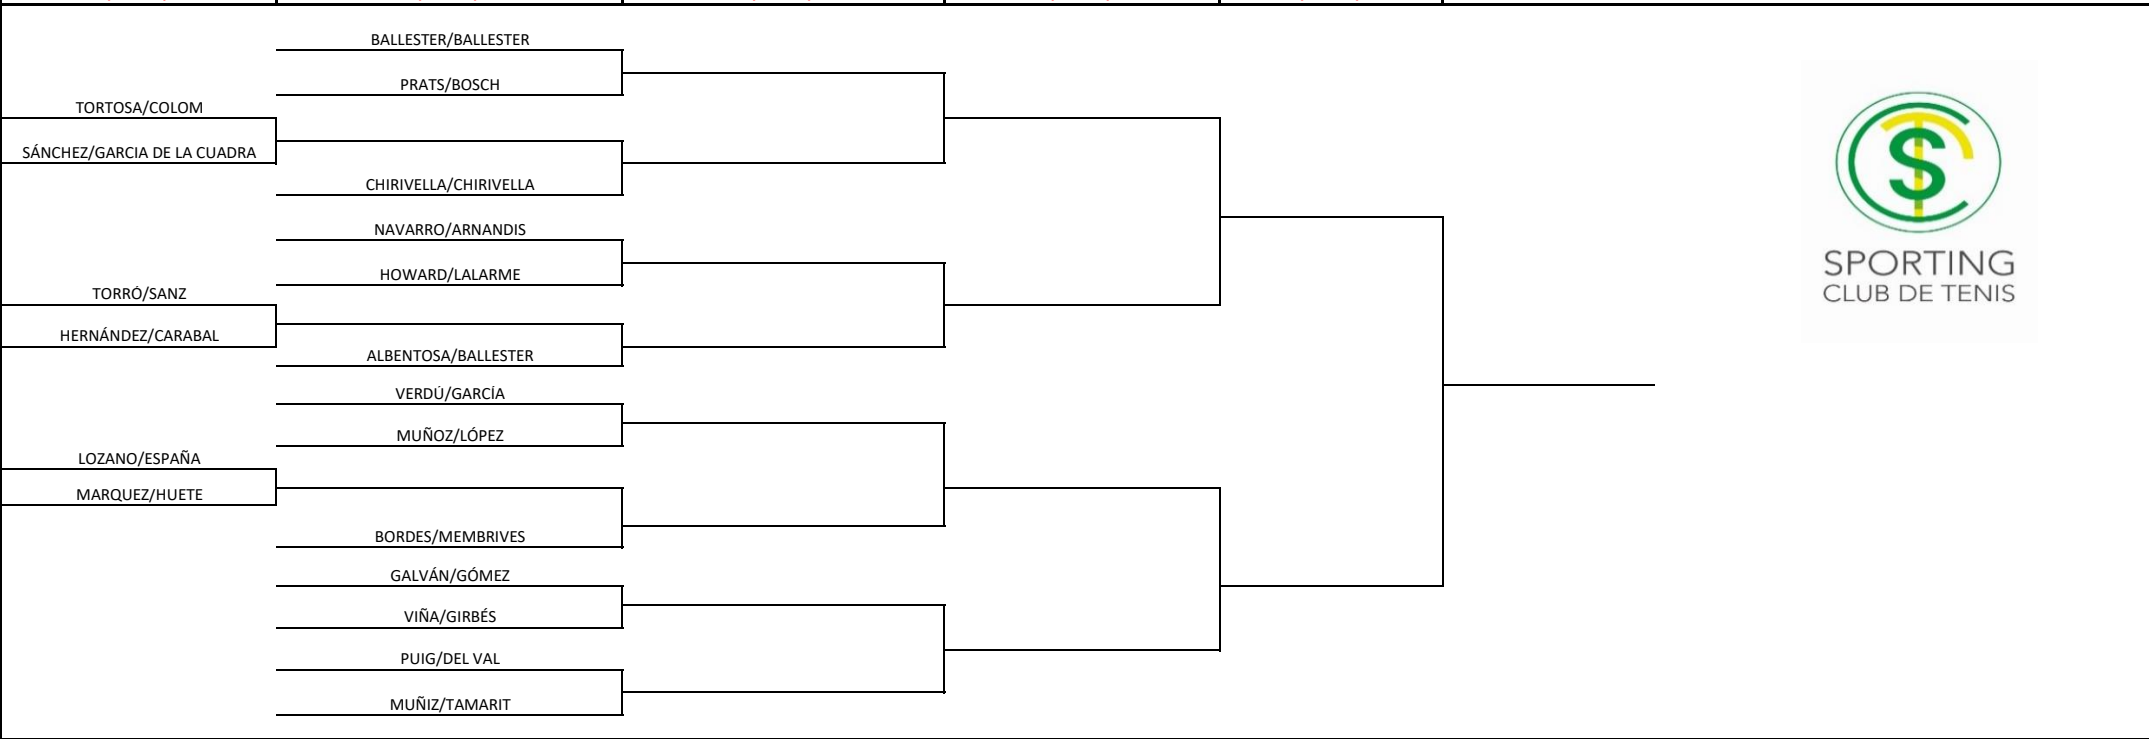 BALLESTER/BALLESTER
PRATS/BOSCH
TORTOSA/COLOM
SÁNCHEZ/GARCIA DE LA CUADRA
CHIRIVELLA/CHIRIVELLA
NAVARRO/ARNANDIS
HOWARD/LALARME
TORRÓ/SANZ
HERNÁNDEZ/CARABAL
ALBENTOSA/BALLESTER
VERDÚ/GARCÍA
MUÑOZ/LÓPEZ
LOZANO/ESPAÑA
MARQUEZ/HUETE
BORDES/MEMBRIVES
GALVÁN/GÓMEZ
VIÑA/GIRBÉS
PUIG/DEL VAL
MUÑIZ/TAMARIT
SPORTING
CLUB DE TENIS